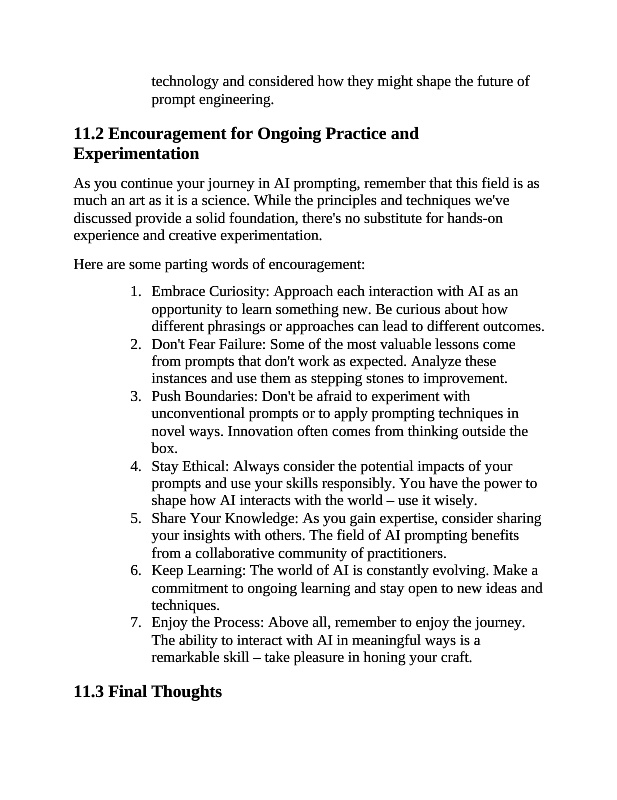 technology and considered how they might shape the future of
prompt engineering.
11.2 Encouragement for Ongoing Practice and
Experimentation
As you continue your journey in AI prompting, remember that this field is as
much an art as it is a science. While the principles and techniques we've
discussed provide a solid foundation, there's no substitute for hands-on
experience and creative experimentation.
Here are some parting words of encouragement:
1. Embrace Curiosity: Approach each interaction with AI as an
opportunity to learn something new. Be curious about how
different phrasings or approaches can lead to different outcomes.
2. Don't Fear Failure: Some of the most valuable lessons come
from prompts that don't work as expected. Analyze these
instances and use them as stepping stones to improvement.
3. Push Boundaries: Don't be afraid to experiment with
unconventional prompts or to apply prompting techniques in
novel ways. Innovation often comes from thinking outside the
box.
4. Stay Ethical: Always consider the potential impacts of your
prompts and use your skills responsibly. You have the power to
shape how AI interacts with the world – use it wisely.
5. Share Your Knowledge: As you gain expertise, consider sharing
your insights with others. The field of AI prompting benefits
from a collaborative community of practitioners.
6. Keep Learning: The world of AI is constantly evolving. Make a
commitment to ongoing learning and stay open to new ideas and
techniques.
7. Enjoy the Process: Above all, remember to enjoy the journey.
The ability to interact with AI in meaningful ways is a
remarkable skill – take pleasure in honing your craft.
11.3 Final Thoughts